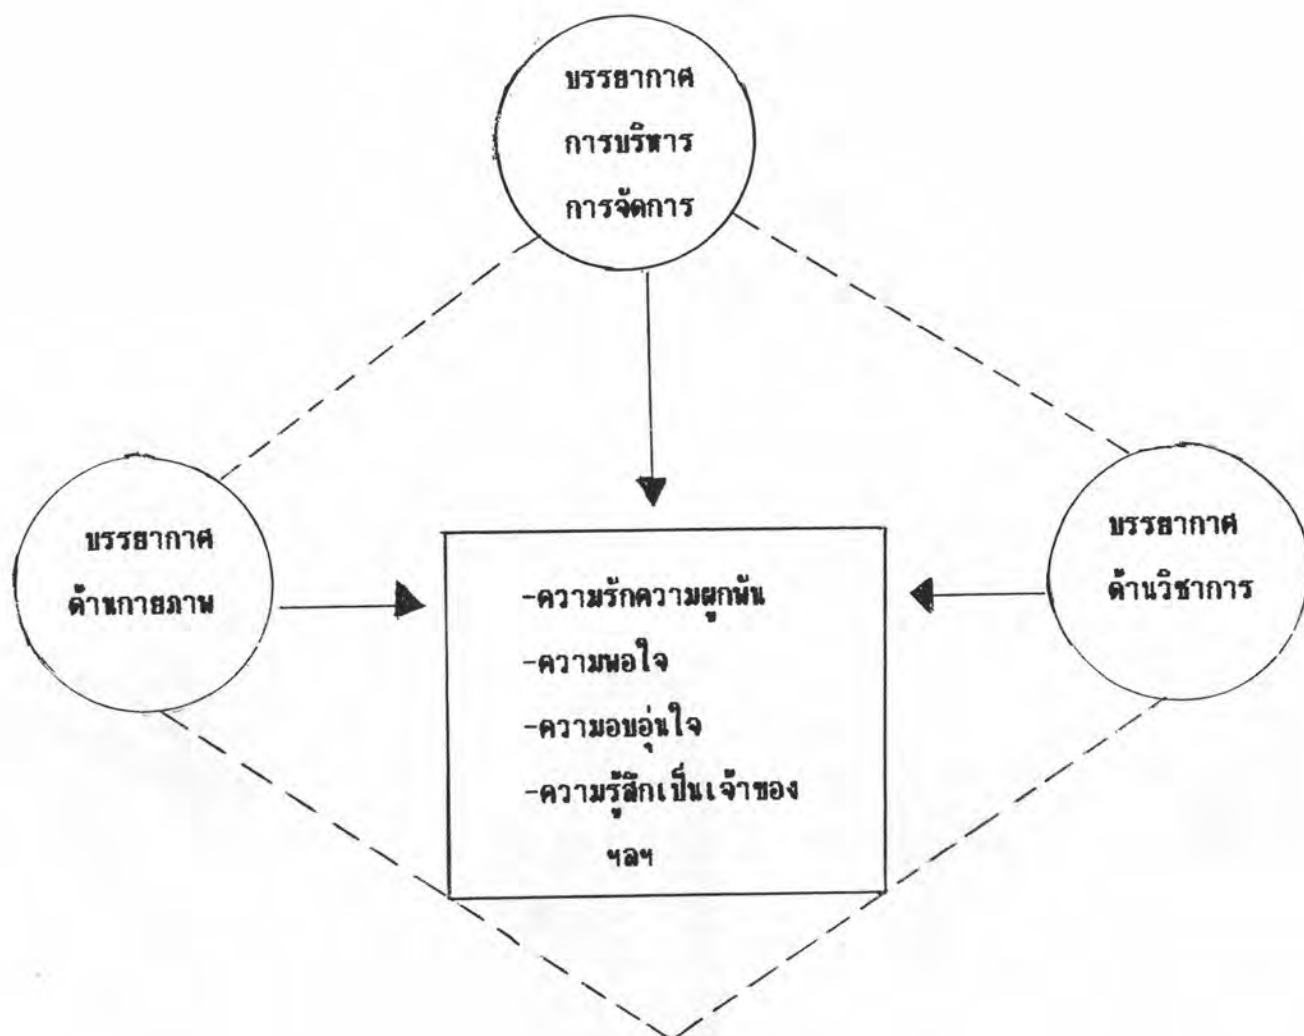 บรรยากาศ
การบริหาร
การจัดการ
บรรยากาศ
ด้านกายภาพ
บรรยากาศ
ด้านวิชาการ
-ความรักความผูกพัน
-ความพอใจ
-ความอบอุ่นใจ
-ความรู้สึกเป็นเจ้าของ
ฯลฯ